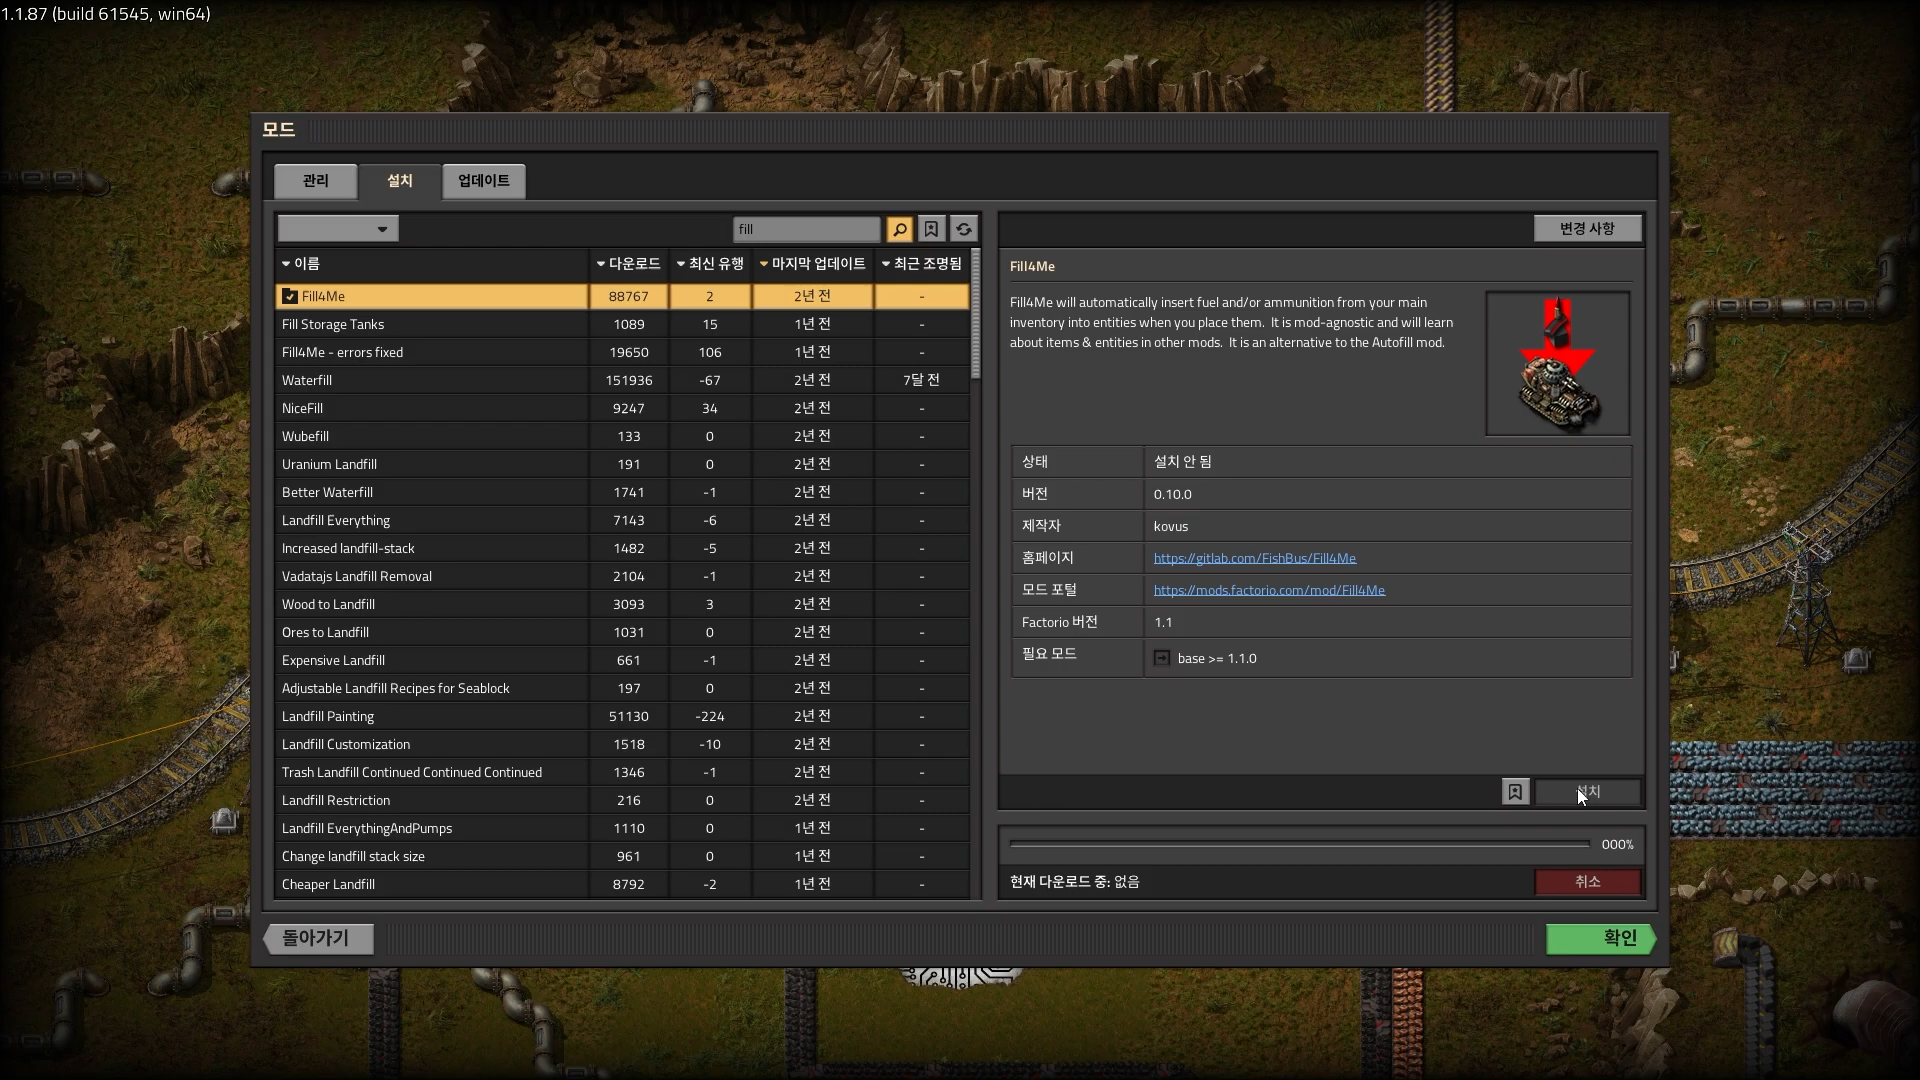 1.1.87 (build 61545, win64)
모드
관리 설치 업데이트
fill
변경 사항
이름 다운로드 최신 유행 마지막 업데이트 최근 조명됨
Fill4Me 88767 2 2년 전 -
Fill Storage Tanks 1089 15 1년 전 -
Fill4Me - errors fixed 19650 106 1년 전 -
Waterfill 151936 -67 2년 전 7달 전
NiceFill 9247 34 2년 전 -
Wubefill 133 0 2년 전 -
Uranium Landfill 191 0 2년 전 -
Better Waterfill 1741 -1 2년 전 -
Landfill Everything 7143 -6 2년 전 -
Increased landfill-stack 1482 -5 2년 전 -
Vadatajs Landfill Removal 2104 -1 2년 전 -
Wood to Landfill 3093 3 2년 전 -
Ores to Landfill 1031 0 2년 전 -
Expensive Landfill 661 -1 2년 전 -
Adjustable Landfill Recipes for Seablock 197 0 2년 전 -
Landfill Painting 51130 -224 2년 전 -
Landfill Customization 1518 -10 2년 전 -
Trash Landfill Continued Continued Continued 1346 -1 2년 전 -
Landfill Restriction 216 0 2년 전 -
Landfill EverythingAndPumps 1110 0 1년 전 -
Change landfill stack size 961 0 1년 전 -
Cheaper Landfill 8792 -2 1년 전 -
Fill4Me
Fill4Me will automatically insert fuel and/or ammunition from your main
inventory into entities when you place them. It is mod-agnostic and will learn
about items & entities in other mods. It is an alternative to the Autofill mod.
상태 설치 안 됨
버전 0.10.0
제작자 kovus
홈페이지 https://gitlab.com/FishBus/Fill4Me
모드 포털 https://mods.factorio.com/mod/Fill4Me
Factorio 버전 1.1
필요 모드 base >= 1.1.0
설치
000%
현재 다운로드 중: 없음 취소
돌아가기 확인